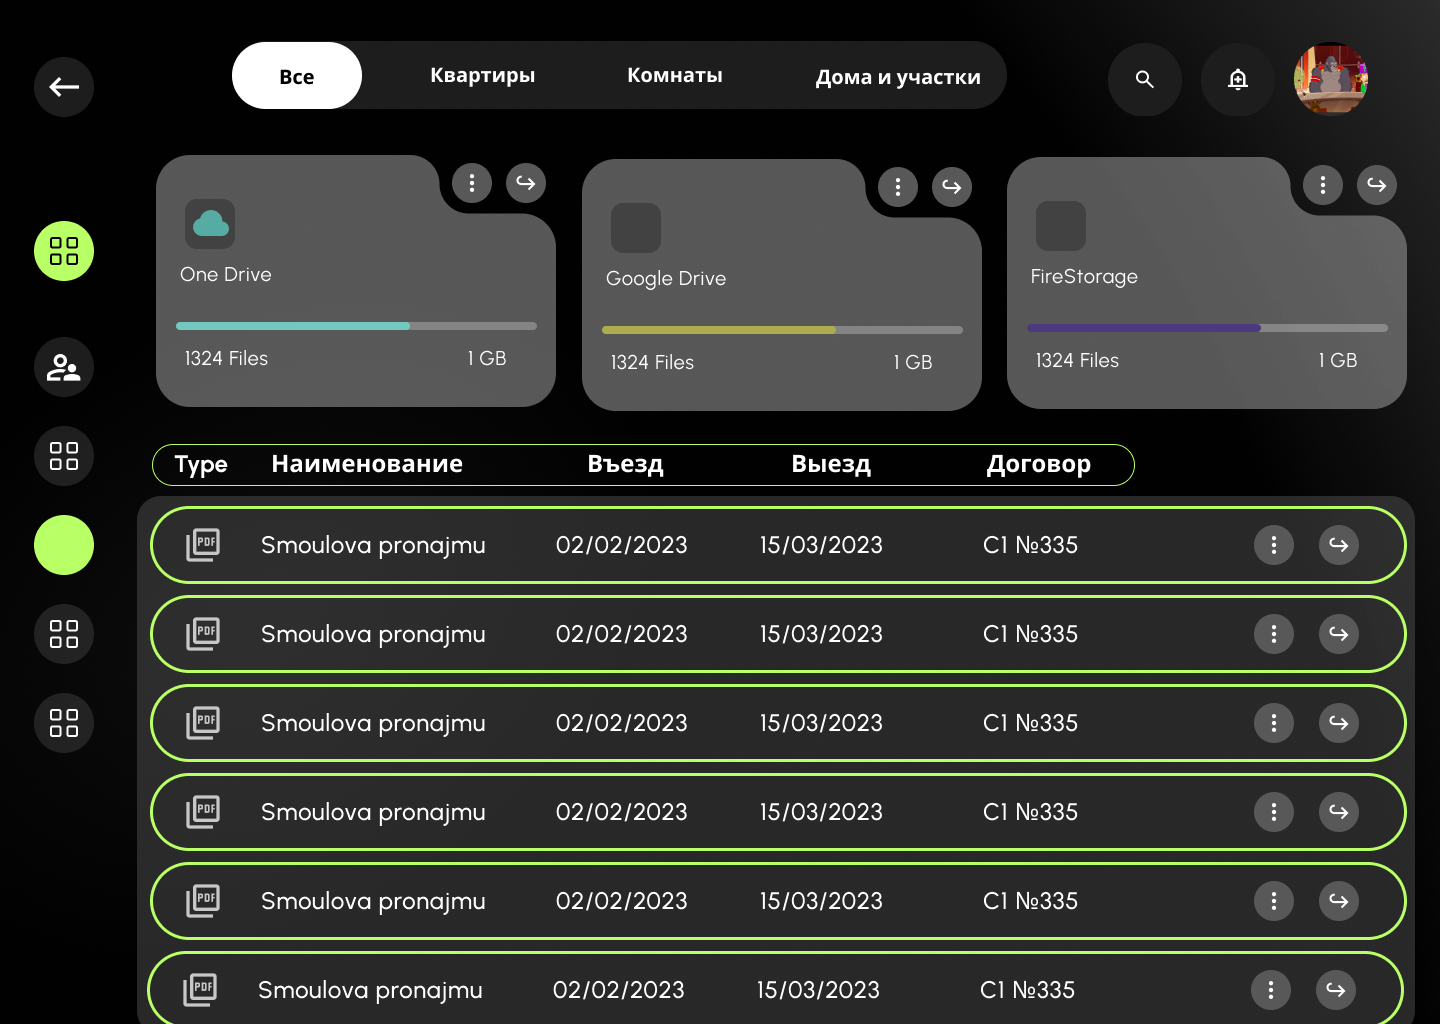 Все Квартиры Комнаты Дома и участки
One Drive Google Drive FireStorage
1324 Files 1 GB 1324 Files 1 GB 1324 Files 1 GB
Type Наименование Въезд Выезд Договор
PDF Smoulova pronajmu 02/02/2023 15/03/2023 C1 №335
PDF Smoulova pronajmu 02/02/2023 15/03/2023 C1 №335
PDF Smoulova pronajmu 02/02/2023 15/03/2023 C1 №335
PDF Smoulova pronajmu 02/02/2023 15/03/2023 C1 №335
PDF Smoulova pronajmu 02/02/2023 15/03/2023 C1 №335
PDF Smoulova pronajmu 02/02/2023 15/03/2023 C1 №335